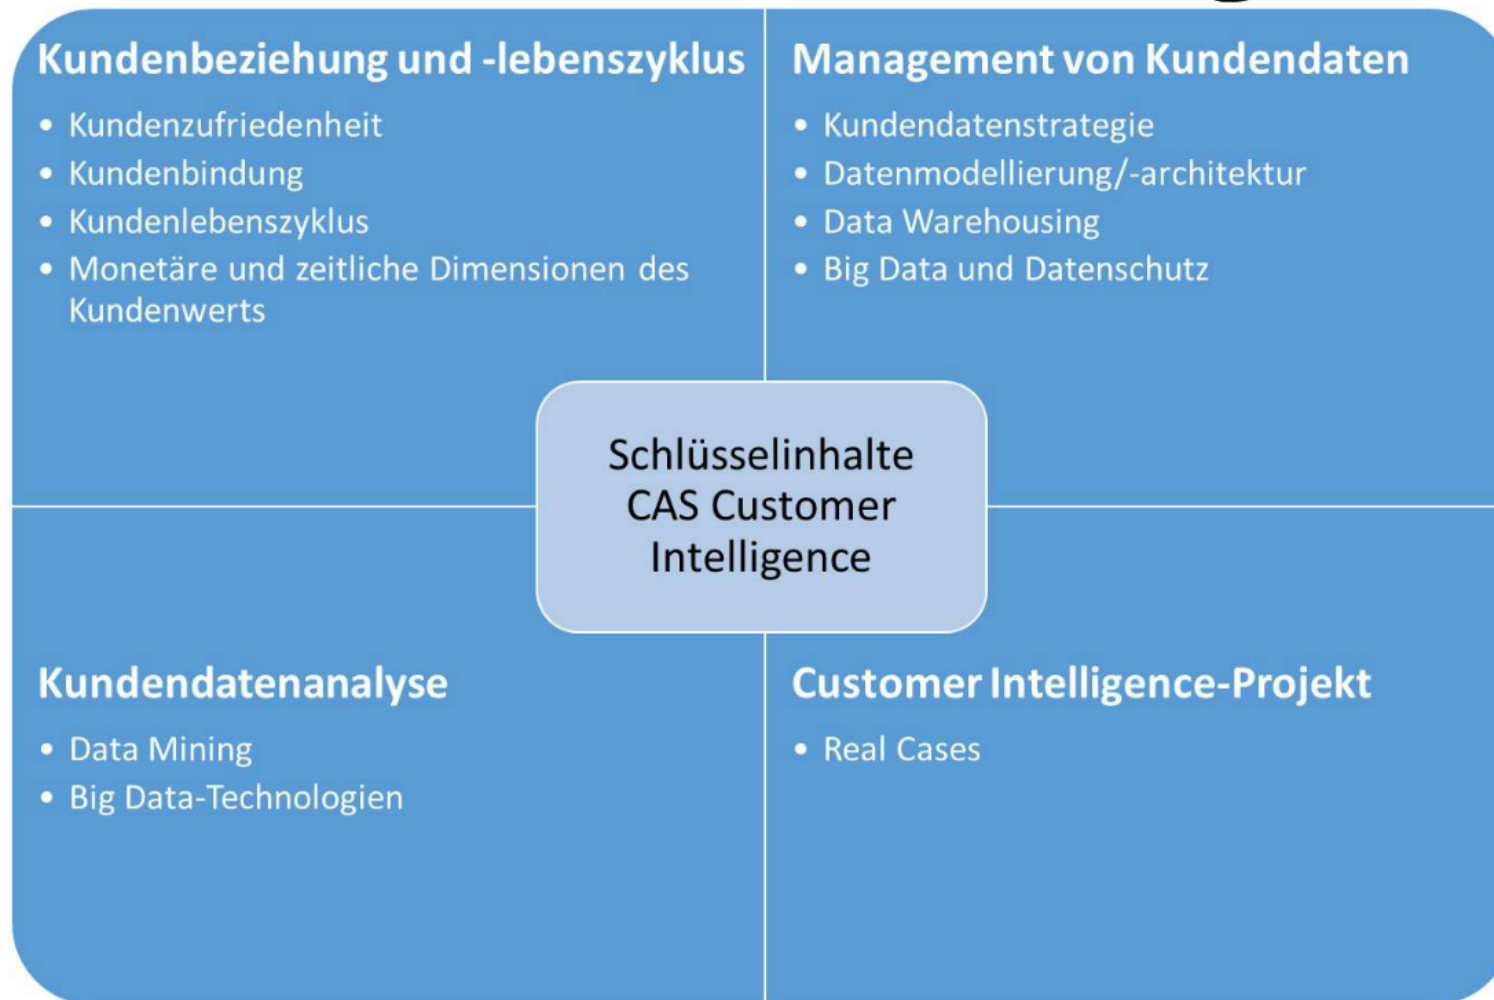 Kundenbeziehung und -lebenszyklus
• Kundenzufriedenheit
• Kundenbindung
• Kundenlebenszyklus
• Monetäre und zeitliche Dimensionen des
Kundenwerts
Management von Kundendaten
• Kundendatenstrategie
• Datenmodellierung/-architektur
• Data Warehousing
• Big Data und Datenschutz
Schlüsselinhalte
CAS Customer
Intelligence
Kundendatenanalyse
• Data Mining
• Big Data-Technologien
Customer Intelligence-Projekt
• Real Cases